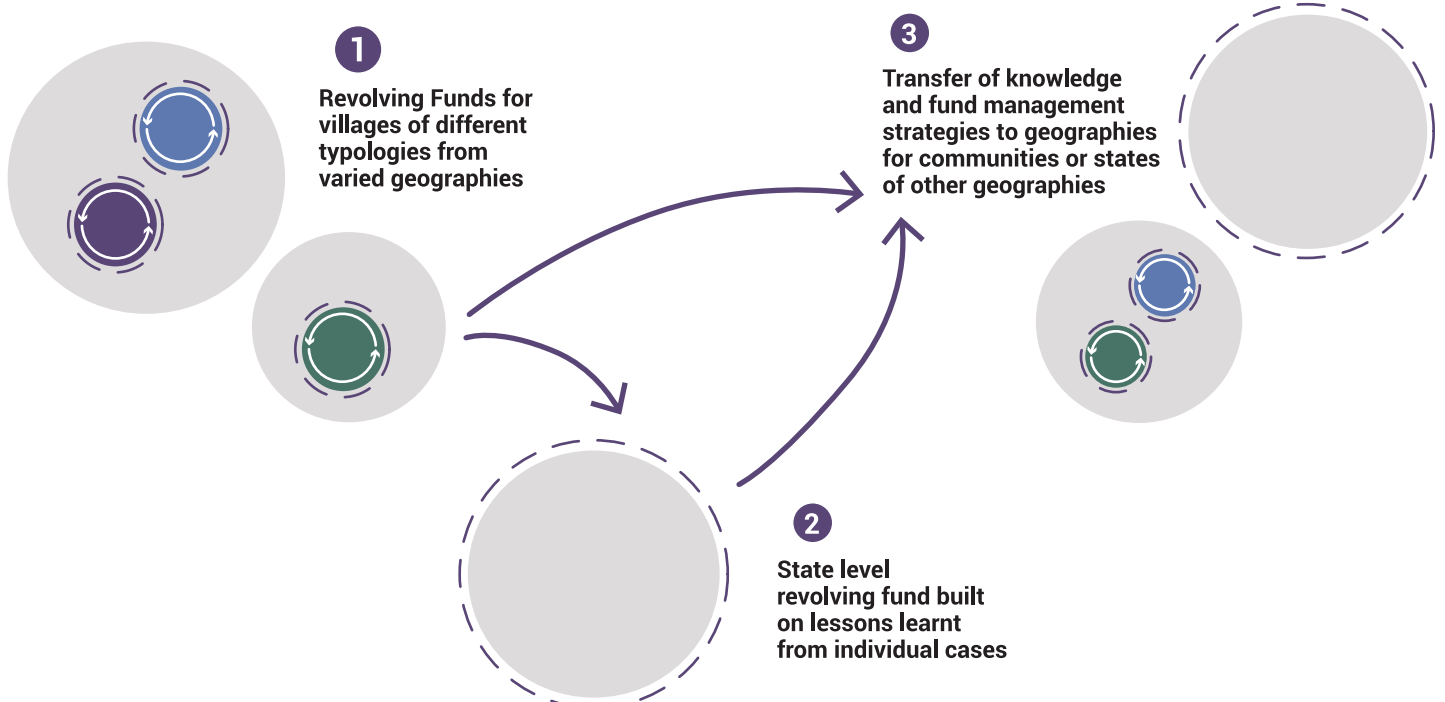 1
Revolving Funds for
villages of different
typologies from
varied geographies
2
State level
revolving fund built
on lessons learnt
from individual cases
3
Transfer of knowledge
and fund management
strategies to geographies
for communities or states
of other geographies